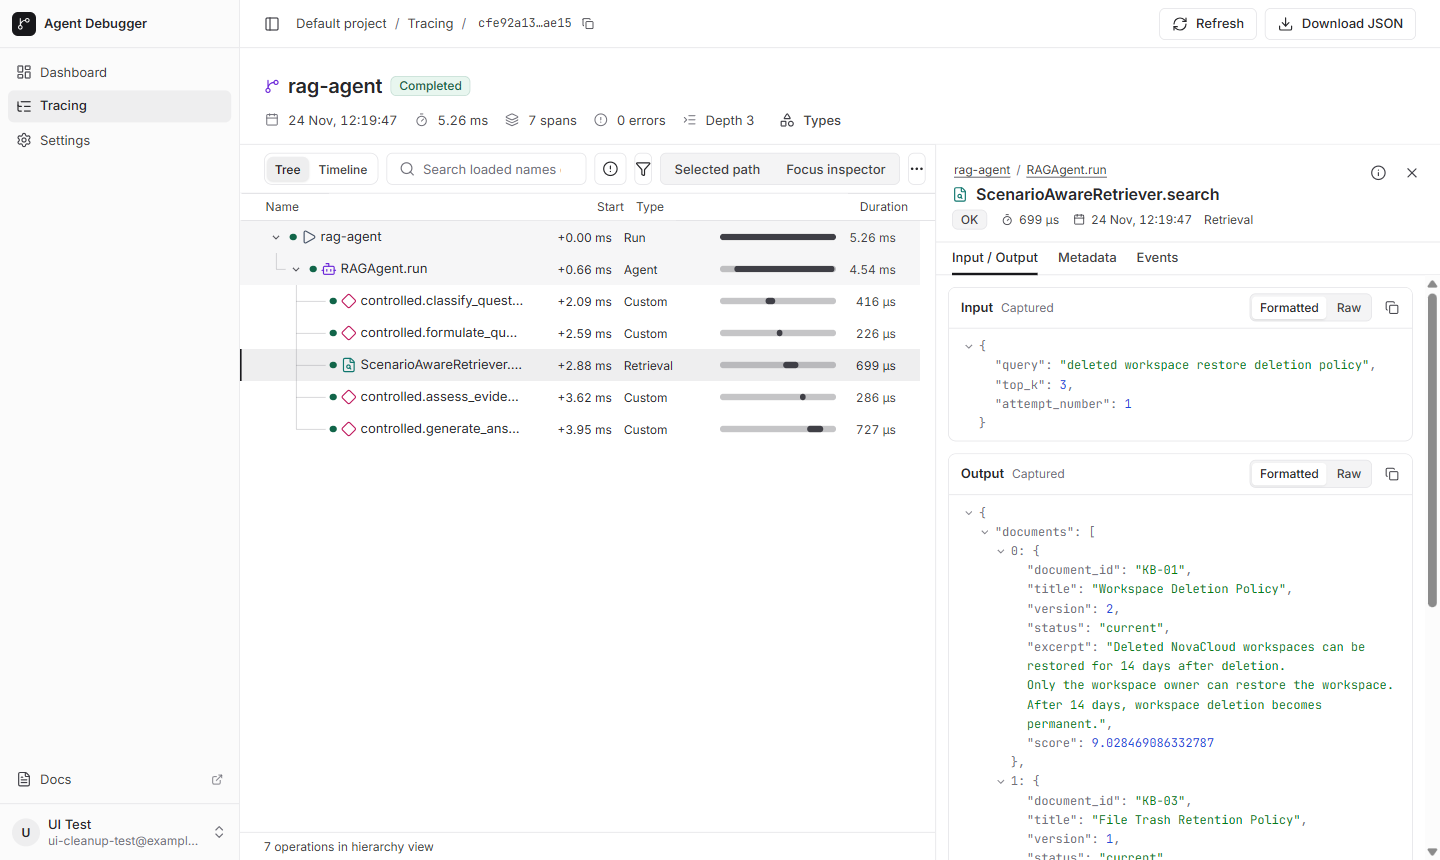 Agent Debugger
Default project / Tracing / cfe92a13…ae15
Refresh
Download JSON
Dashboard
Tracing
Settings
rag-agent Completed
24 Nov, 12:19:47 5.26 ms 7 spans 0 errors Depth 3 Types
Tree Timeline Search loaded names Selected path Focus inspector
Name Start Type Duration
rag-agent +0.00 ms Run 5.26 ms
RAGAgent.run +0.66 ms Agent 4.54 ms
controlled.classify_quest... +2.09 ms Custom 416 µs
controlled.formulate_qu... +2.59 ms Custom 226 µs
ScenarioAwareRetriever.... +2.88 ms Retrieval 699 µs
controlled.assess_evide... +3.62 ms Custom 286 µs
controlled.generate_ans... +3.95 ms Custom 727 µs
7 operations in hierarchy view
rag-agent / RAGAgent.run
ScenarioAwareRetriever.search
OK 699 µs 24 Nov, 12:19:47 Retrieval
Input / Output Metadata Events
Input Captured Formatted Raw
{
"query": "deleted workspace restore deletion policy",
"top_k": 3,
"attempt_number": 1
}
Output Captured Formatted Raw
{
"documents": [
0: {
"document_id": "KB-01",
"title": "Workspace Deletion Policy",
"version": 2,
"status": "current",
"excerpt": "Deleted NovaCloud workspaces can be
restored for 14 days after deletion.
Only the workspace owner can restore the workspace.
After 14 days, workspace deletion becomes
permanent.",
"score": 9.028469086332787
},
1: {
"document_id": "KB-03",
"title": "File Trash Retention Policy",
"version": 1,
"status": "current",
Docs
U
UI Test
ui-cleanup-test@exampl...